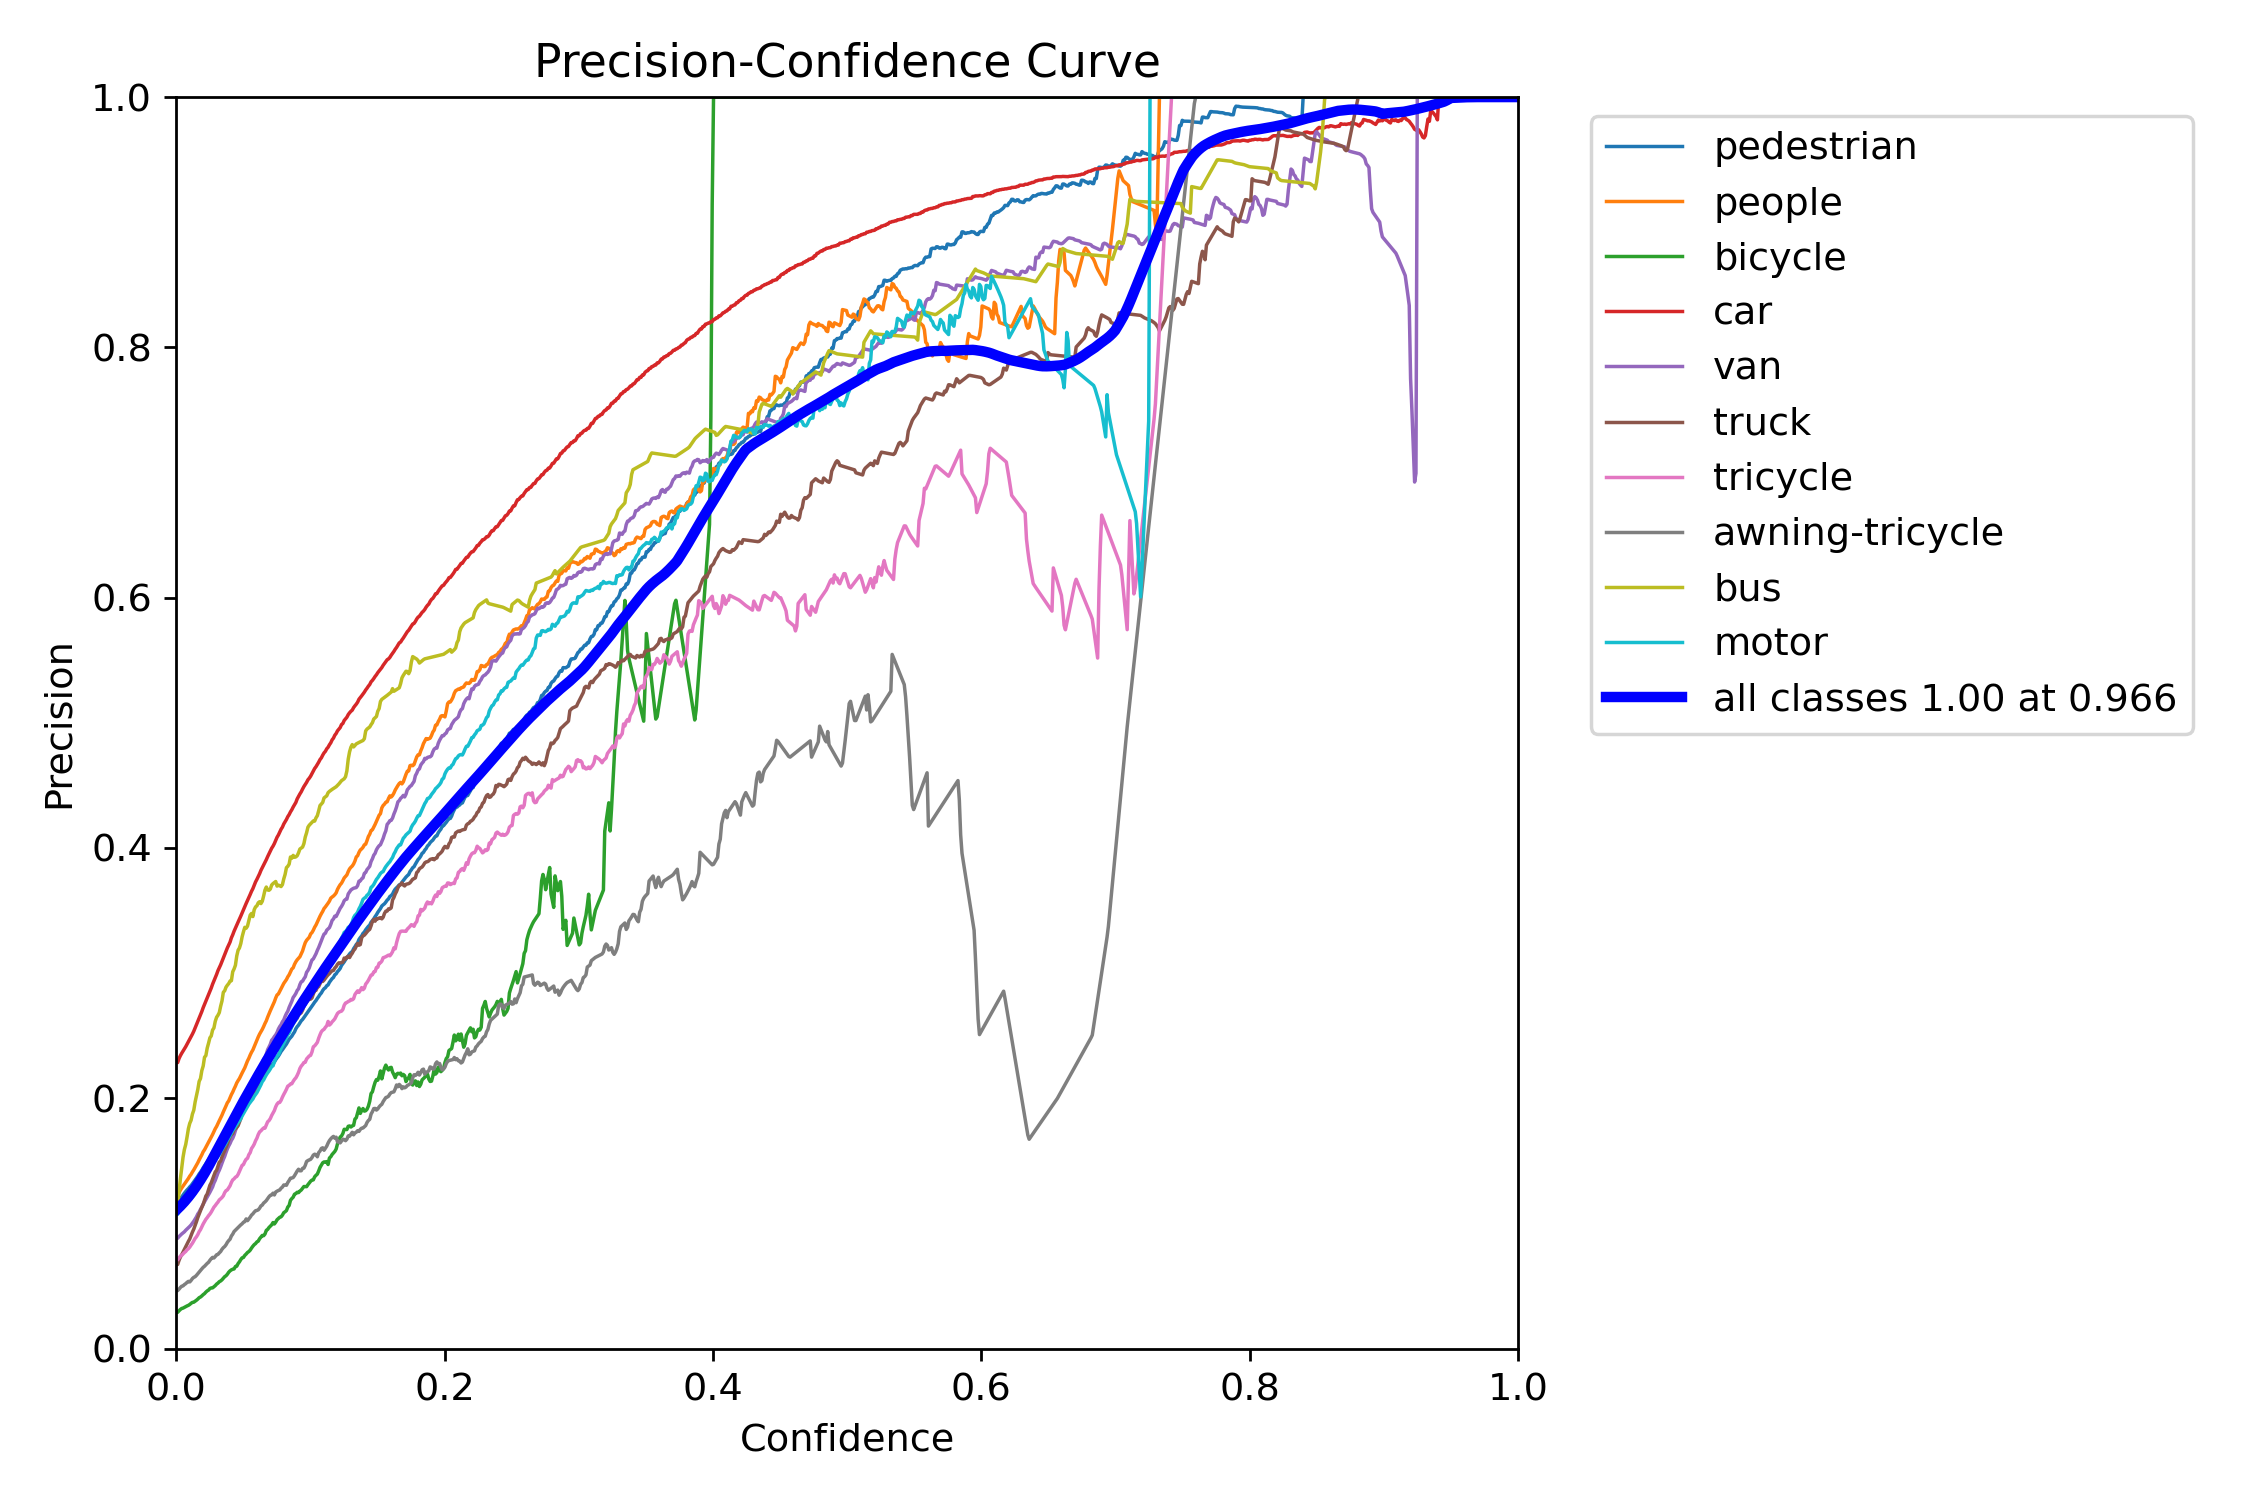 Precision-Confidence Curve
1.0
0.8
0.6
0.4
0.2
0.0
Precision
0.0 0.2 0.4 0.6 0.8 1.0
Confidence
pedestrian
people
bicycle
car
van
truck
tricycle
awning-tricycle
bus
motor
all classes 1.00 at 0.966